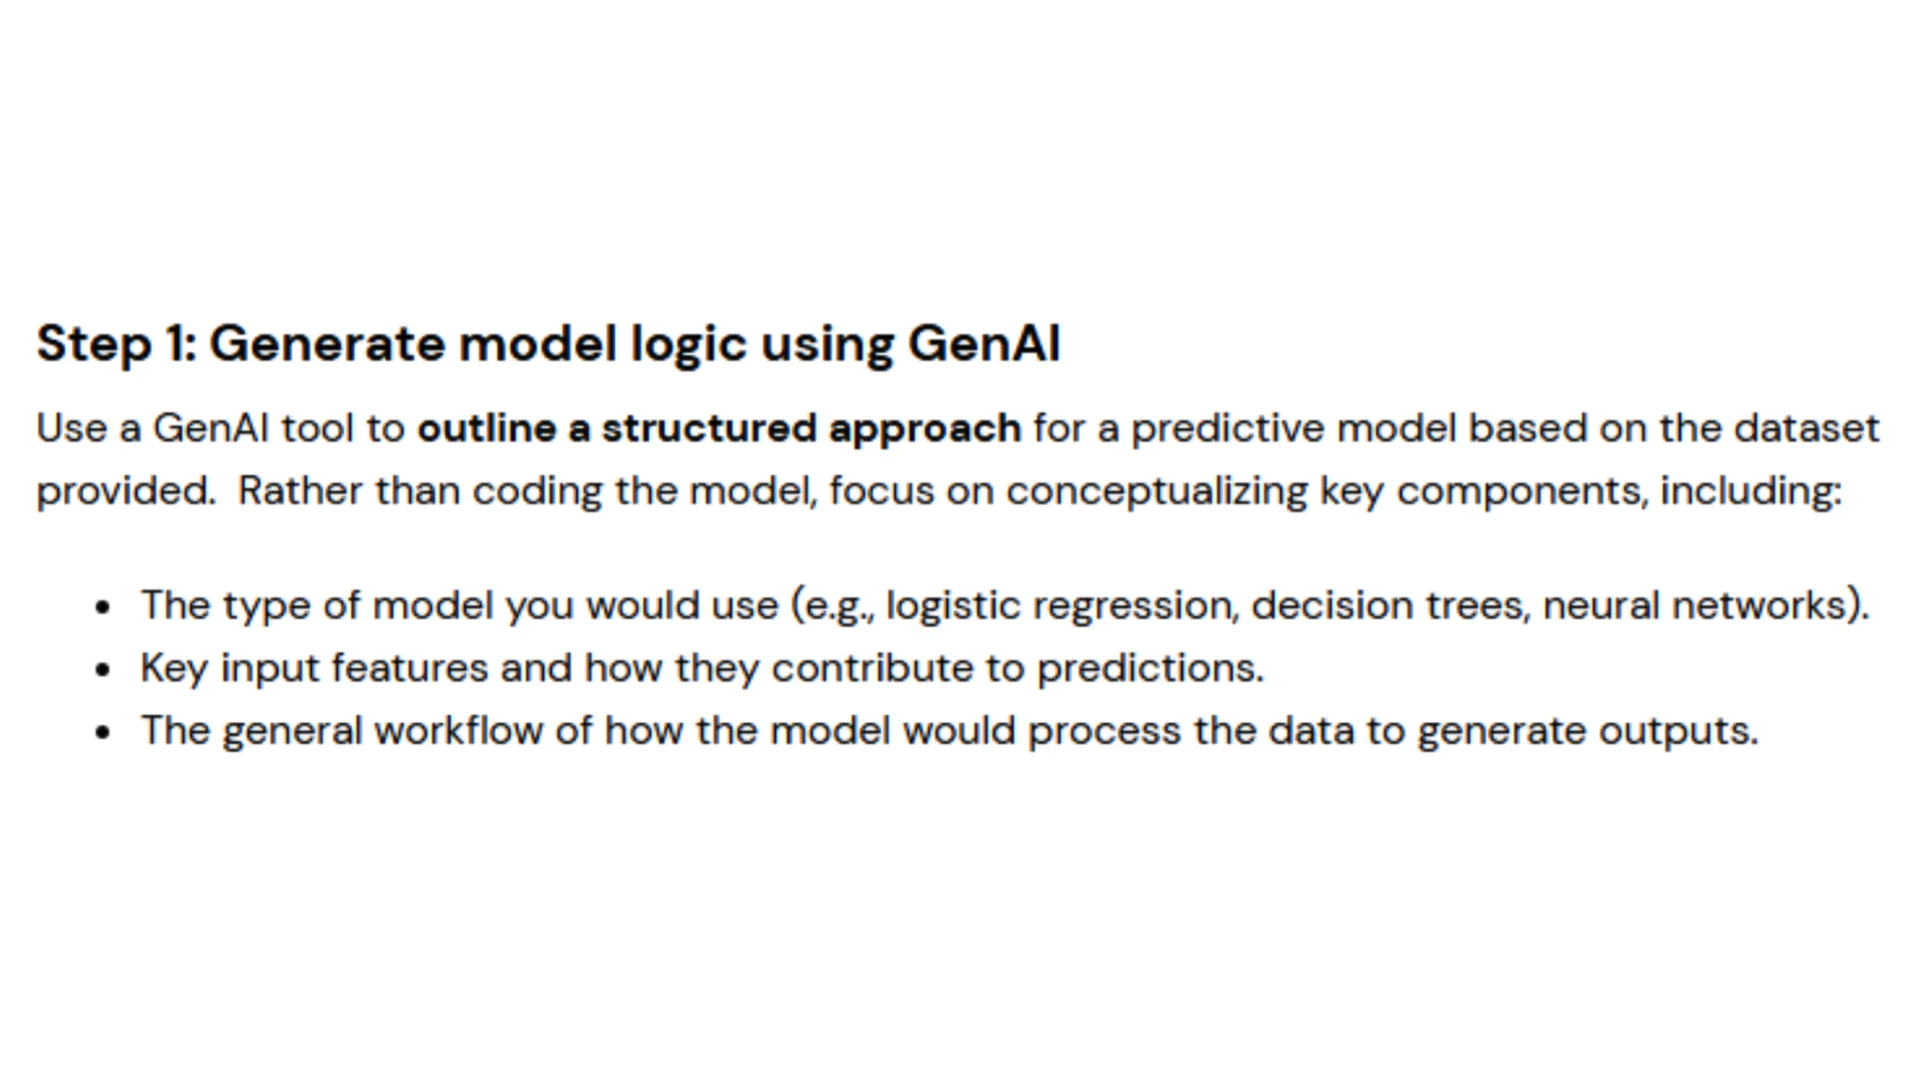 Step 1: Generate model logic using GenAI
Use a GenAI tool to outline a structured approach for a predictive model based on the dataset
provided.  Rather than coding the model, focus on conceptualizing key components, including:
• The type of model you would use (e.g., logistic regression, decision trees, neural networks).
• Key input features and how they contribute to predictions.
• The general workflow of how the model would process the data to generate outputs.